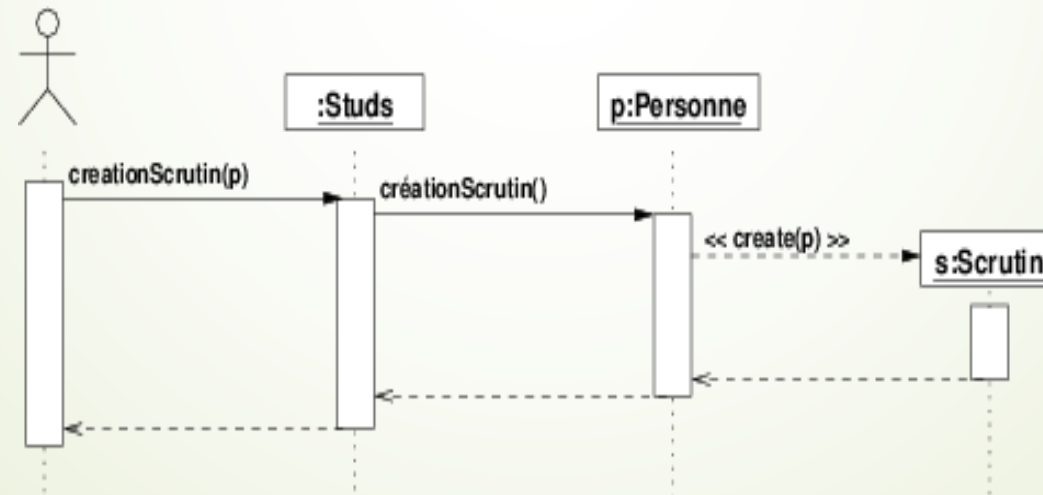 :Studs
p:Personne
creationScrutin(p)
créationScrutin()
<< create(p) >>
s:Scrutin